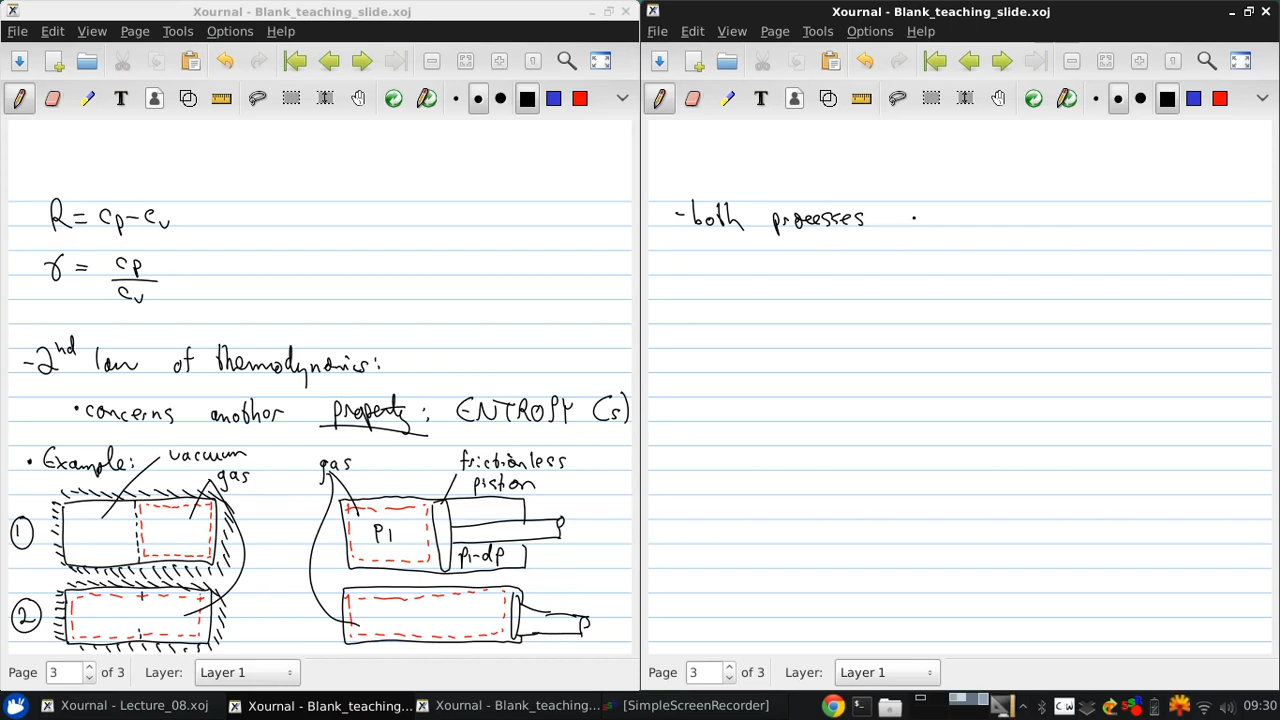 Xournal - Blank_teaching_slide.xoj
File Edit View Page Tools Options Help
R = cp - cv
γ = cp
cv
- 2nd law of thermodynamics:
• concerns another property: ENTROPY (s)
• Example:
vacuum
gas
gas
frictionless
piston
①
P1
P1-dp
②
Page 3 of 3 Layer: Layer 1
Xournal - Blank_teaching_slide.xoj
File Edit View Page Tools Options Help
- both processes
Page 3 of 3 Layer: Layer 1
Xournal - Lecture_08.xoj
Xournal - Blank_teaching...
Xournal - Blank_teaching...
[SimpleScreenRecorder]
09:30